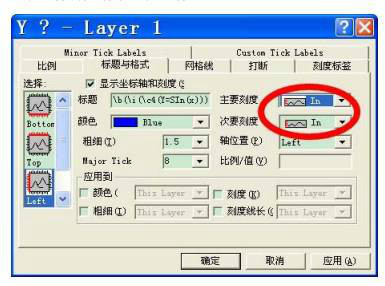 Y ? - Layer 1
Minor Tick Labels Custom Tick Labels
比例 标题与格式 网格线 打断 刻度标签
选择: 显示坐标轴和刻度(
标题 \b(\i(\c4(Y=SIn(x))) 主要刻度 In
Bottom 颜色 Blue 次要刻度 In
粗细(T) 1.5 轴位置(P) Left
Top Major Tick 8 比例/值(V)
应用到
Left 颜色( This Layer 刻度(K) This Layer
粗细(I) This Layer 刻度线长( This Layer
确定 取消 应用(A)